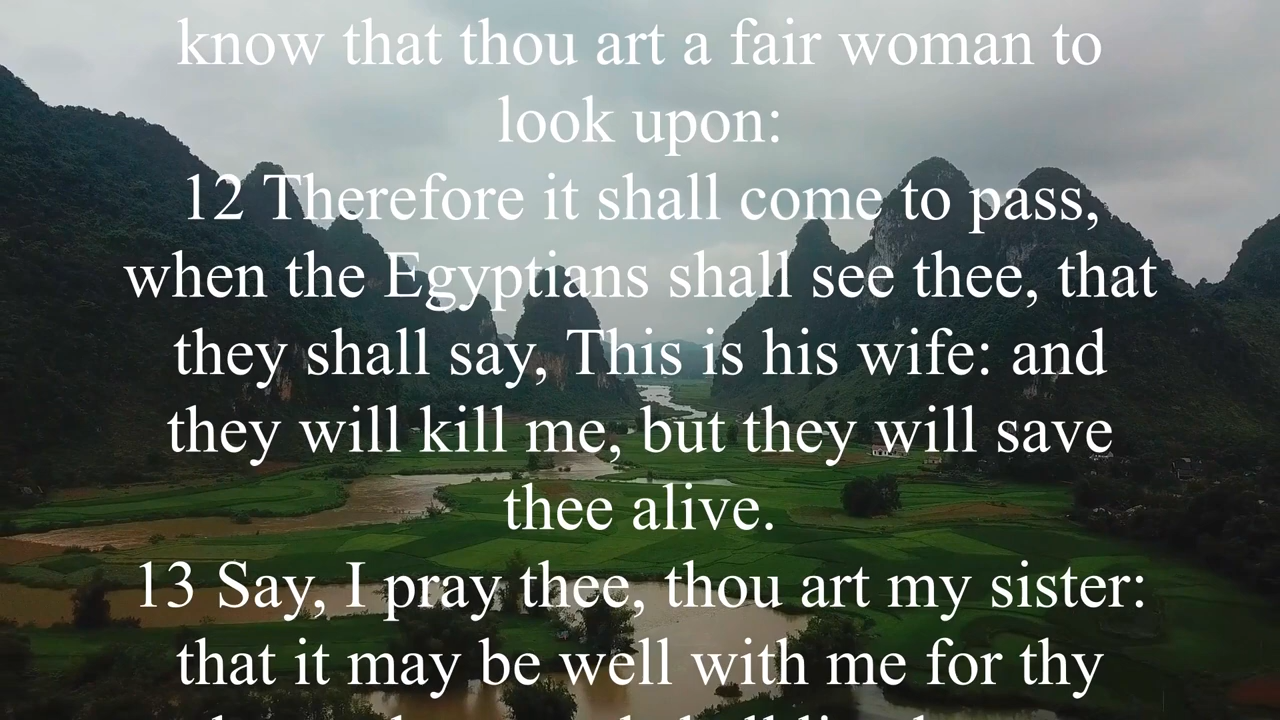 know that thou art a fair woman to
look upon:
12 Therefore it shall come to pass,
when the Egyptians shall see thee, that
they shall say, This is his wife: and
they will kill me, but they will save
thee alive.
13 Say, I pray thee, thou art my sister:
that it may be well with me for thy